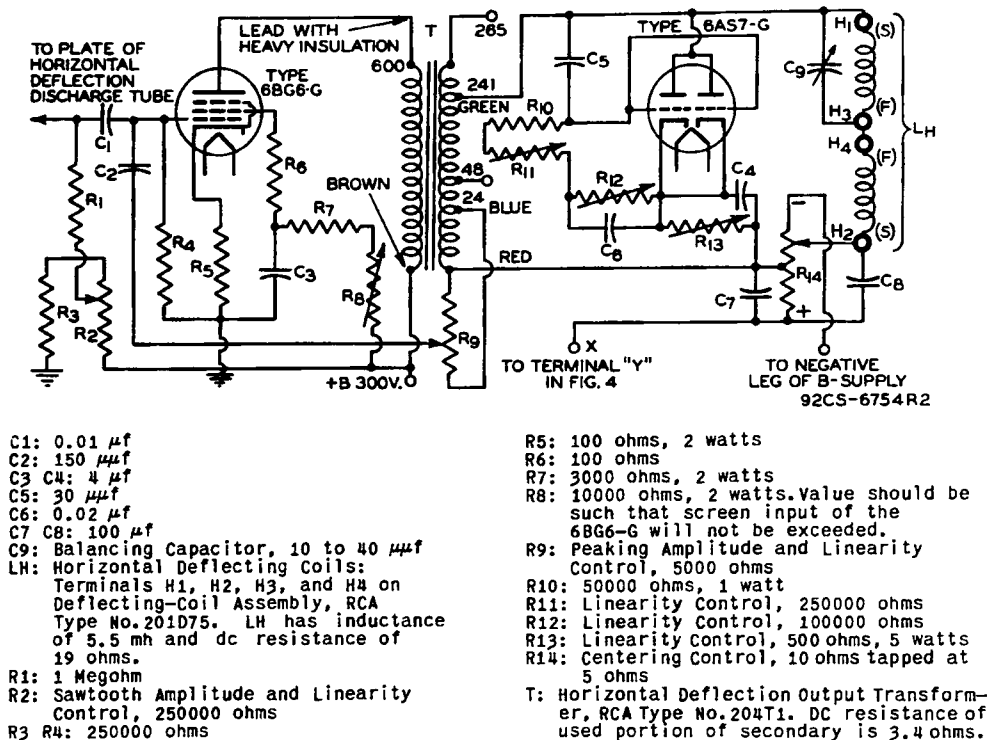 LEAD WITH
HEAVY INSULATION
T
265
TYPE 6AS7-G
H1
(S)
TO PLATE OF
HORIZONTAL
DEFLECTION
DISCHARGE TUBE
TYPE
6BG6-G
600
241
GREEN
C5
C9
R10
(F)
H3
LH
H4
(F)
C1
C2
R1
R6
BROWN
R11
48
R12
C4
24
BLUE
R7
R4
R5
C3
R8
C6
R13
RED
−
H2
(S)
R14
C8
R3
R2
R9
C7
+
X
TO TERMINAL "Y"
IN FIG. 4
TO NEGATIVE
LEG OF B-SUPPLY
+B 300V.
92CS-6754R2
C1: 0.01 µf
C2: 150 µµf
C3 C4: 4 µf
C5: 30 µµf
C6: 0.02 µf
C7 C8: 100 µf
C9: Balancing Capacitor, 10 to 40 µµf
LH: Horizontal Deflecting Coils:
Terminals H1, H2, H3, and H4 on
Deflecting-Coil Assembly, RCA
Type No.201D75. LH has inductance
of 5.5 mh and dc resistance of
19 ohms.
R1: 1 Megohm
R2: Sawtooth Amplitude and Linearity
Control, 250000 ohms
R3 R4: 250000 ohms
R5: 100 ohms, 2 watts
R6: 100 ohms
R7: 3000 ohms, 2 watts
R8: 10000 ohms, 2 watts.Value should be
such that screen input of the
6BG6-G will not be exceeded.
R9: Peaking Amplitude and Linearity
Control, 5000 ohms
R10: 50000 ohms, 1 watt
R11: Linearity Control, 250000 ohms
R12: Linearity Control, 100000 ohms
R13: Linearity Control, 500 ohms, 5 watts
R14: Centering Control, 10 ohms tapped at
5 ohms
T: Horizontal Deflection Output Transform-
er, RCA Type No.204T1. DC resistance of
used portion of secondary is 3.4 ohms.